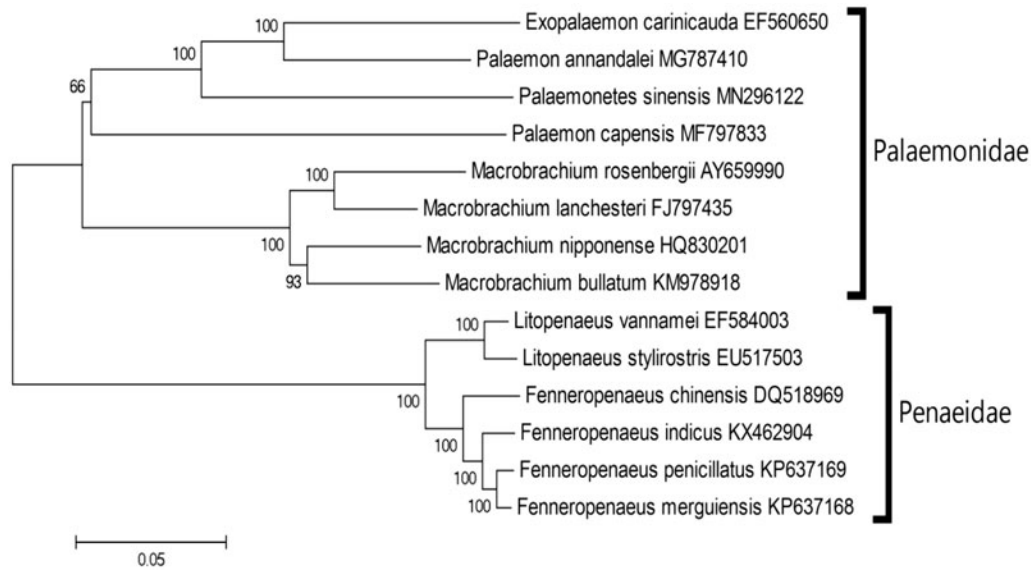 100
Exopalaemon carinicauda EF560650
100
Palaemon annandalei MG787410
66
Palaemonetes sinensis MN296122
Palaemon capensis MF797833
Palaemonidae
100
Macrobrachium rosenbergii AY659990
Macrobrachium lanchesteri FJ797435
100
Macrobrachium nipponense HQ830201
93
Macrobrachium bullatum KM978918
100
Litopenaeus vannamei EF584003
Litopenaeus stylirostris EU517503
100
Fenneropenaeus chinensis DQ518969
Penaeidae
100
Fenneropenaeus indicus KX462904
100
Fenneropenaeus penicillatus KP637169
100
Fenneropenaeus merguiensis KP637168
0.05